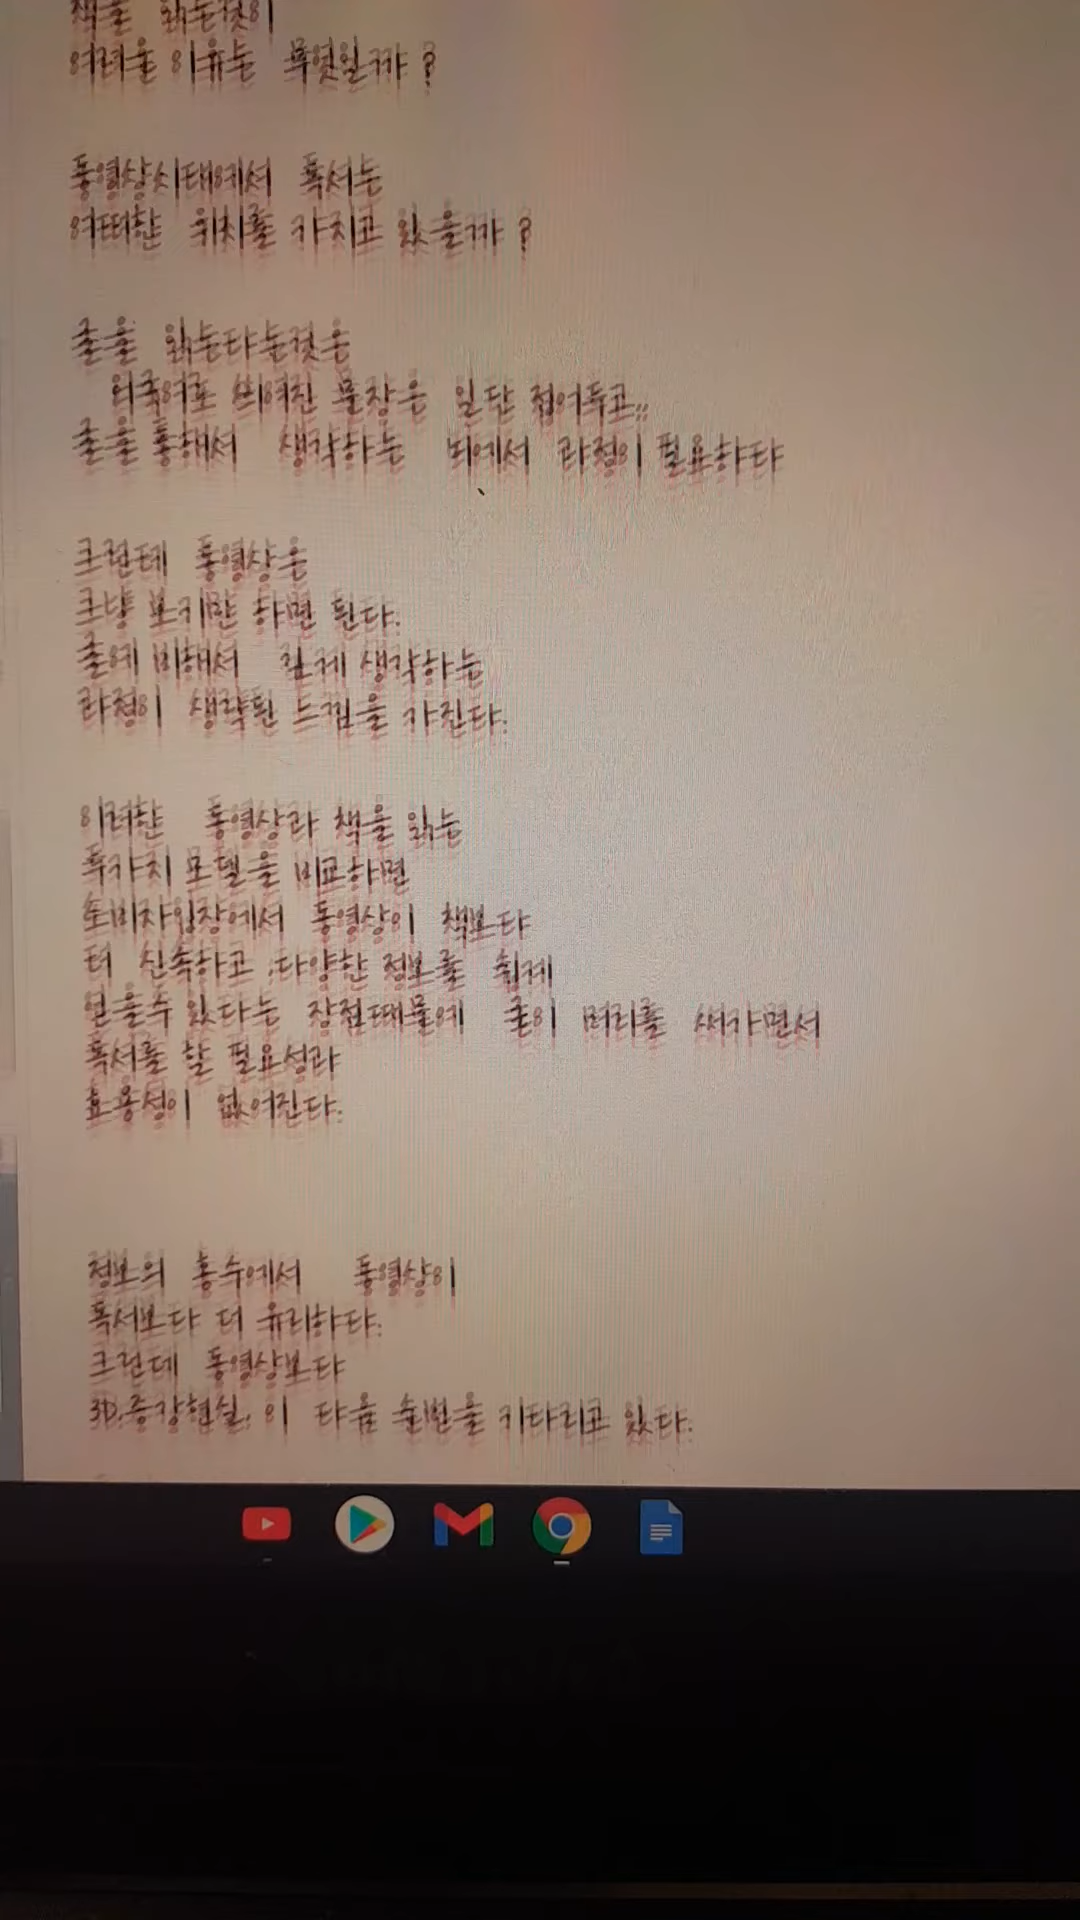 책을 읽는것이
어려운 이유는 무엇일까?
동영상시대에서 독서는
어떠한 위치를 가지고 있을까?
글을 읽는다는것은
외국어로 쓰여진 문장은 일단 접어두고,,
글을 통해서 생각하는 뇌에서 과정이 필요하다
그런데 동영상은
그냥 보기만 하면 된다.
글에 비해서 깊게 생각하는
과정이 생략된 느낌을 가진다.
이러한 동영상과 책을 읽는
두가지 모델을 비교하면
소비자입장에서 동영상이 책보다
더 신속하고 ,다양한 정보를 쉽게
얻을수 있다는 장점때문에 굳이 머리를 써가면서
독서를 할 필요성과
효용성이 없어진다.
정보의 홍수에서 동영상이
독서보다 더 유리하다.
그런데 동영상보다
3D,증강현실, 이 다음 순번을 기다리고 있다.